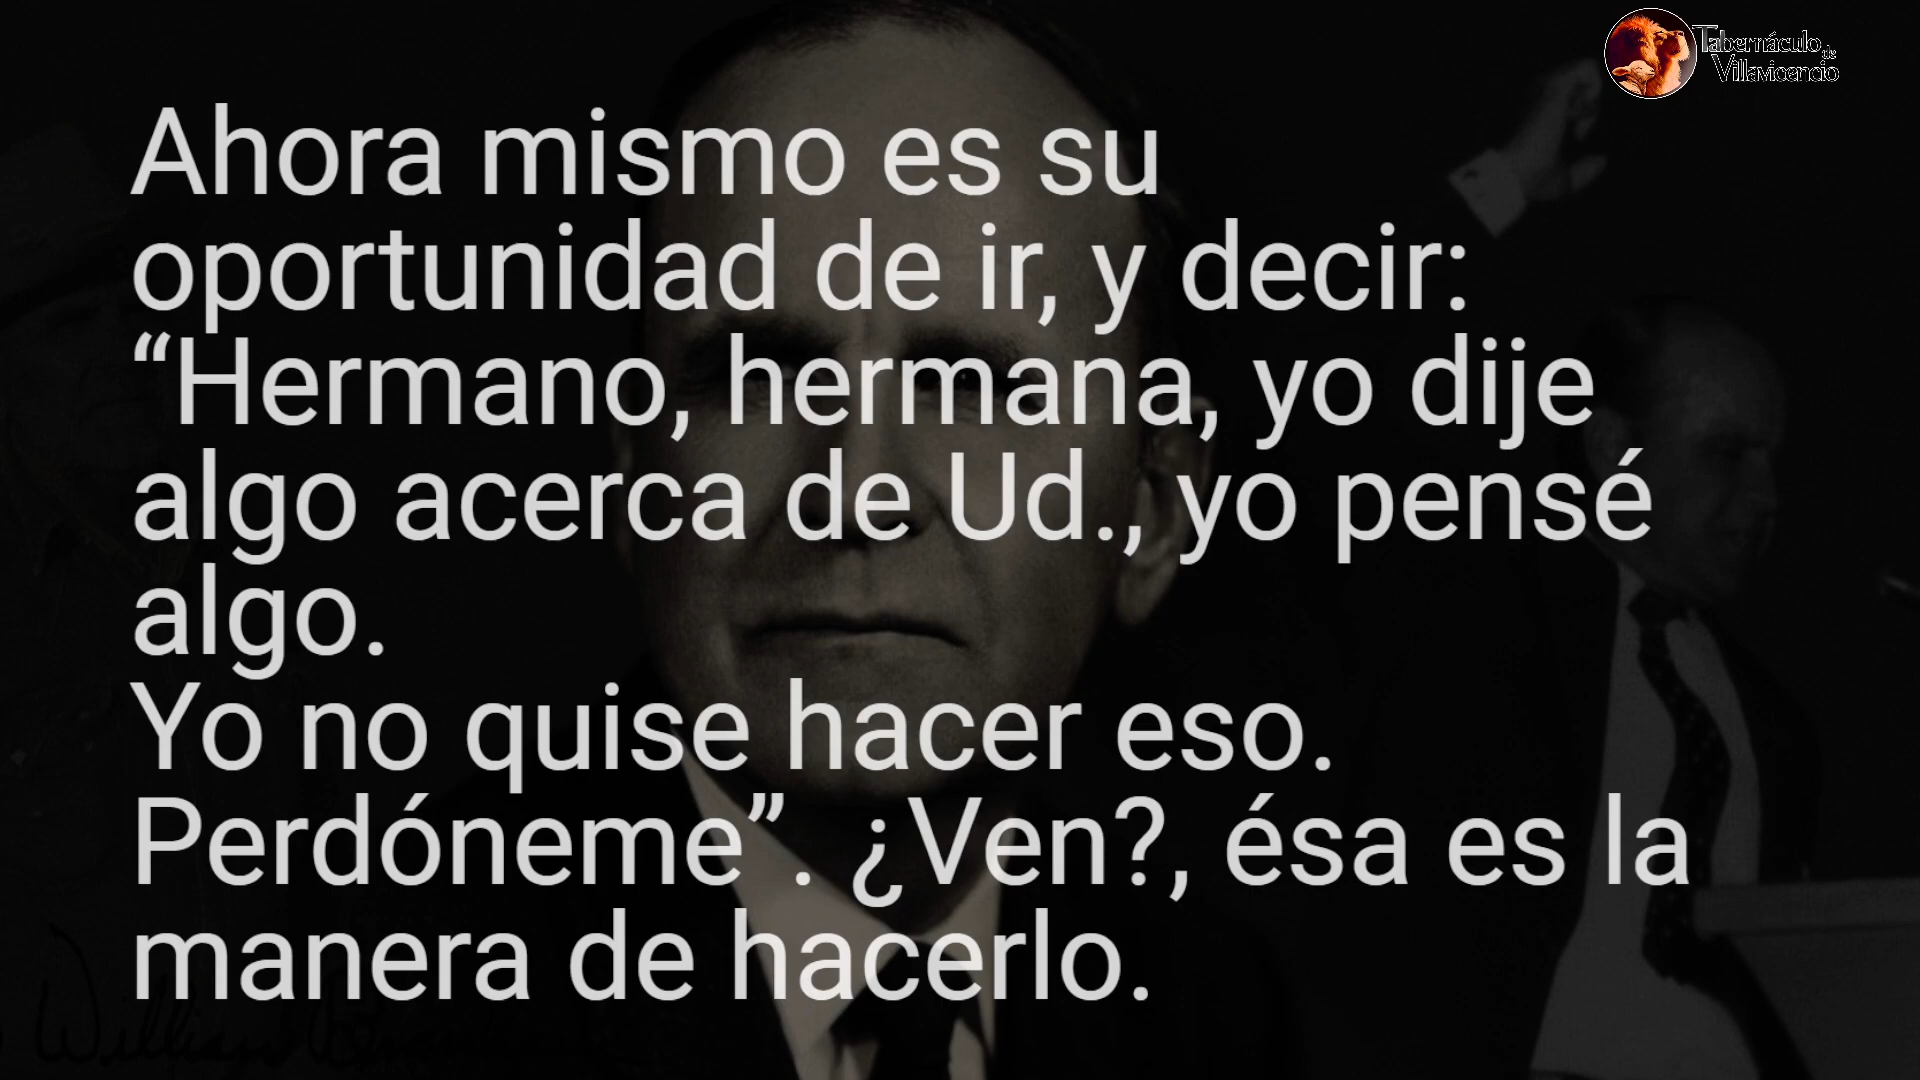 Tabernáculo de
Villavicencio
Ahora mismo es su
oportunidad de ir, y decir:
“Hermano, hermana, yo dije
algo acerca de Ud., yo pensé
algo.
Yo no quise hacer eso.
Perdóneme”. ¿Ven?, ésa es la
manera de hacerlo.
William